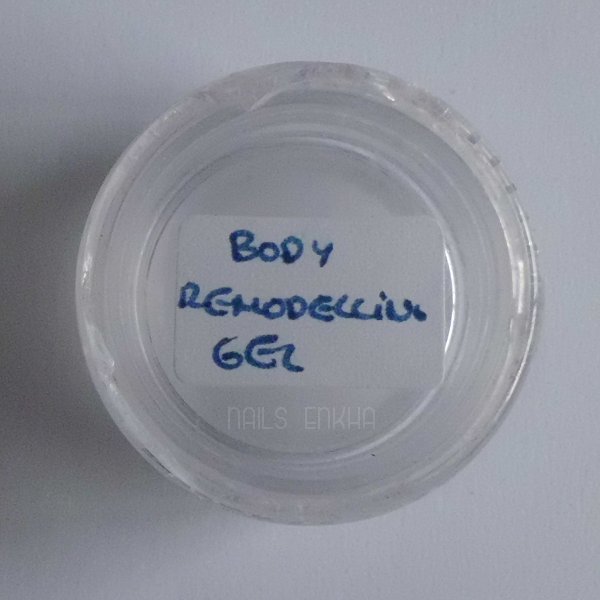 BODY
REMODELLING
GEL
NAILS ENKHA